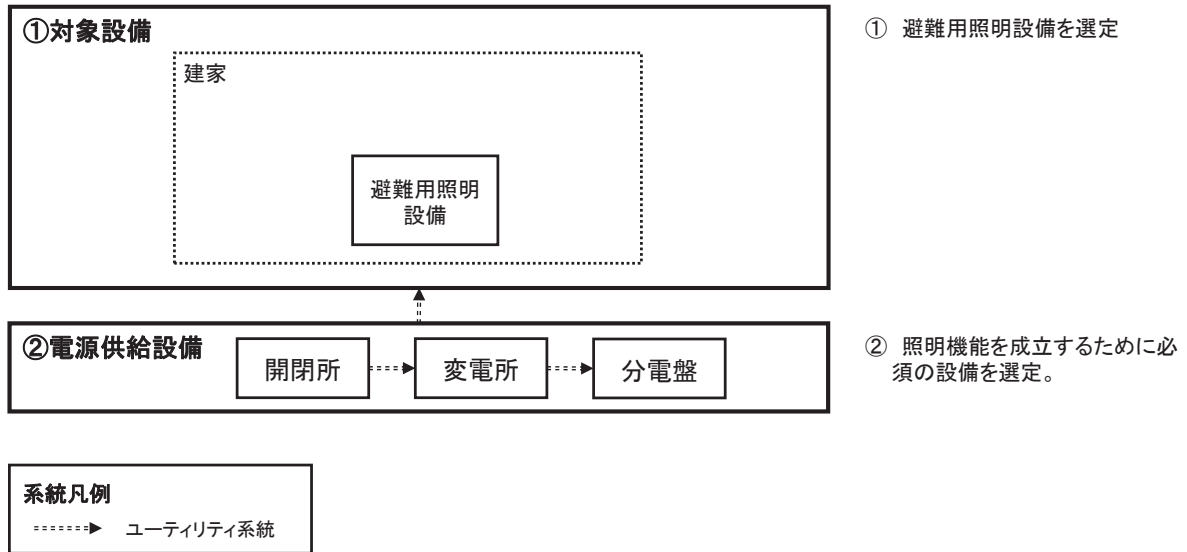 ①対象設備
① 避難用照明設備を選定
建家
避難用照明
設備
②電源供給設備
開閉所
変電所
分電盤
② 照明機能を成立するために必
須の設備を選定。
系統凡例
ユーティリティ系統